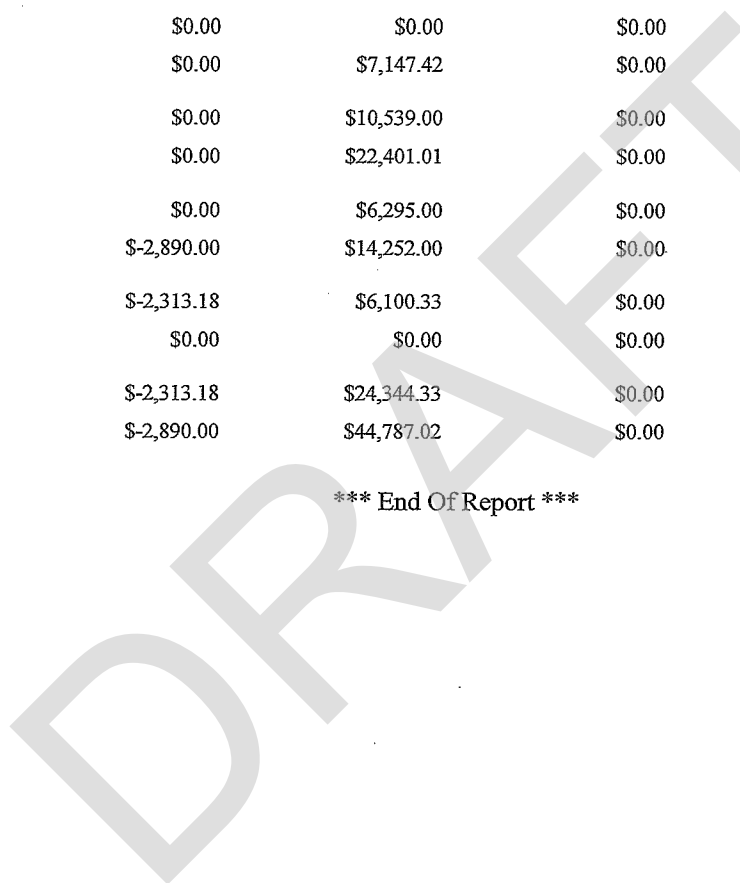 $0.00 $0.00 $0.00
$0.00 $7,147.42 $0.00
$0.00 $10,539.00 $0.00
$0.00 $22,401.01 $0.00
$0.00 $6,295.00 $0.00
$-2,890.00 $14,252.00 $0.00
$-2,313.18 $6,100.33 $0.00
$0.00 $0.00 $0.00
$-2,313.18 $24,344.33 $0.00
$-2,890.00 $44,787.02 $0.00
*** End Of Report ***
DRAFT